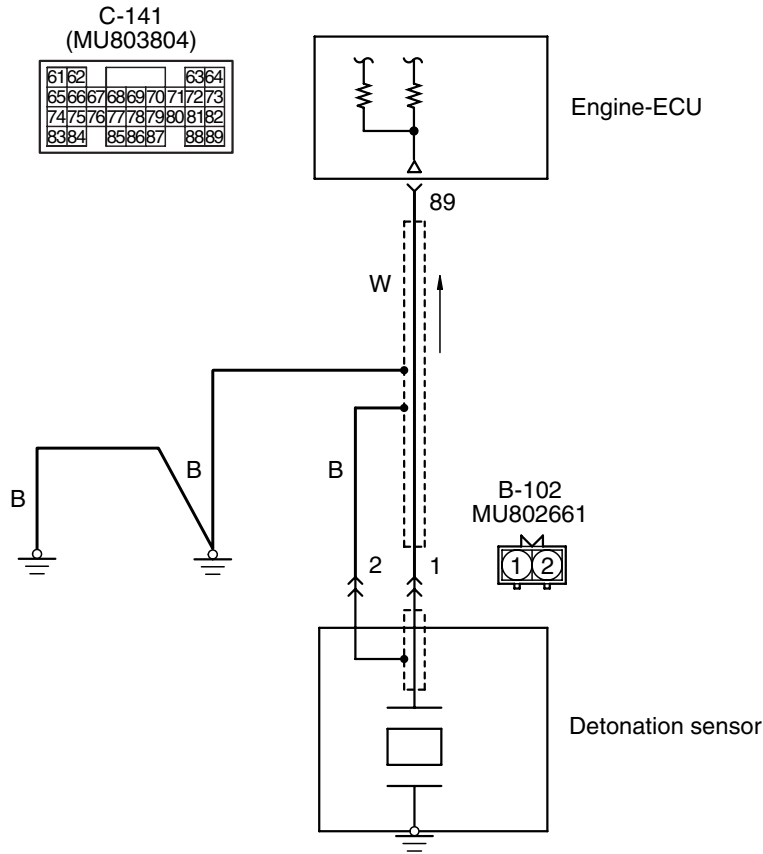 C-141
(MU803804)
61 62 63 64
65 66 67 68 69 70 71 72 73
74 75 76 77 78 79 80 81 82
83 84 85 86 87 88 89
Engine-ECU
89
W
B
B
B
B-102
MU802661
1 2
2
1
Detonation sensor